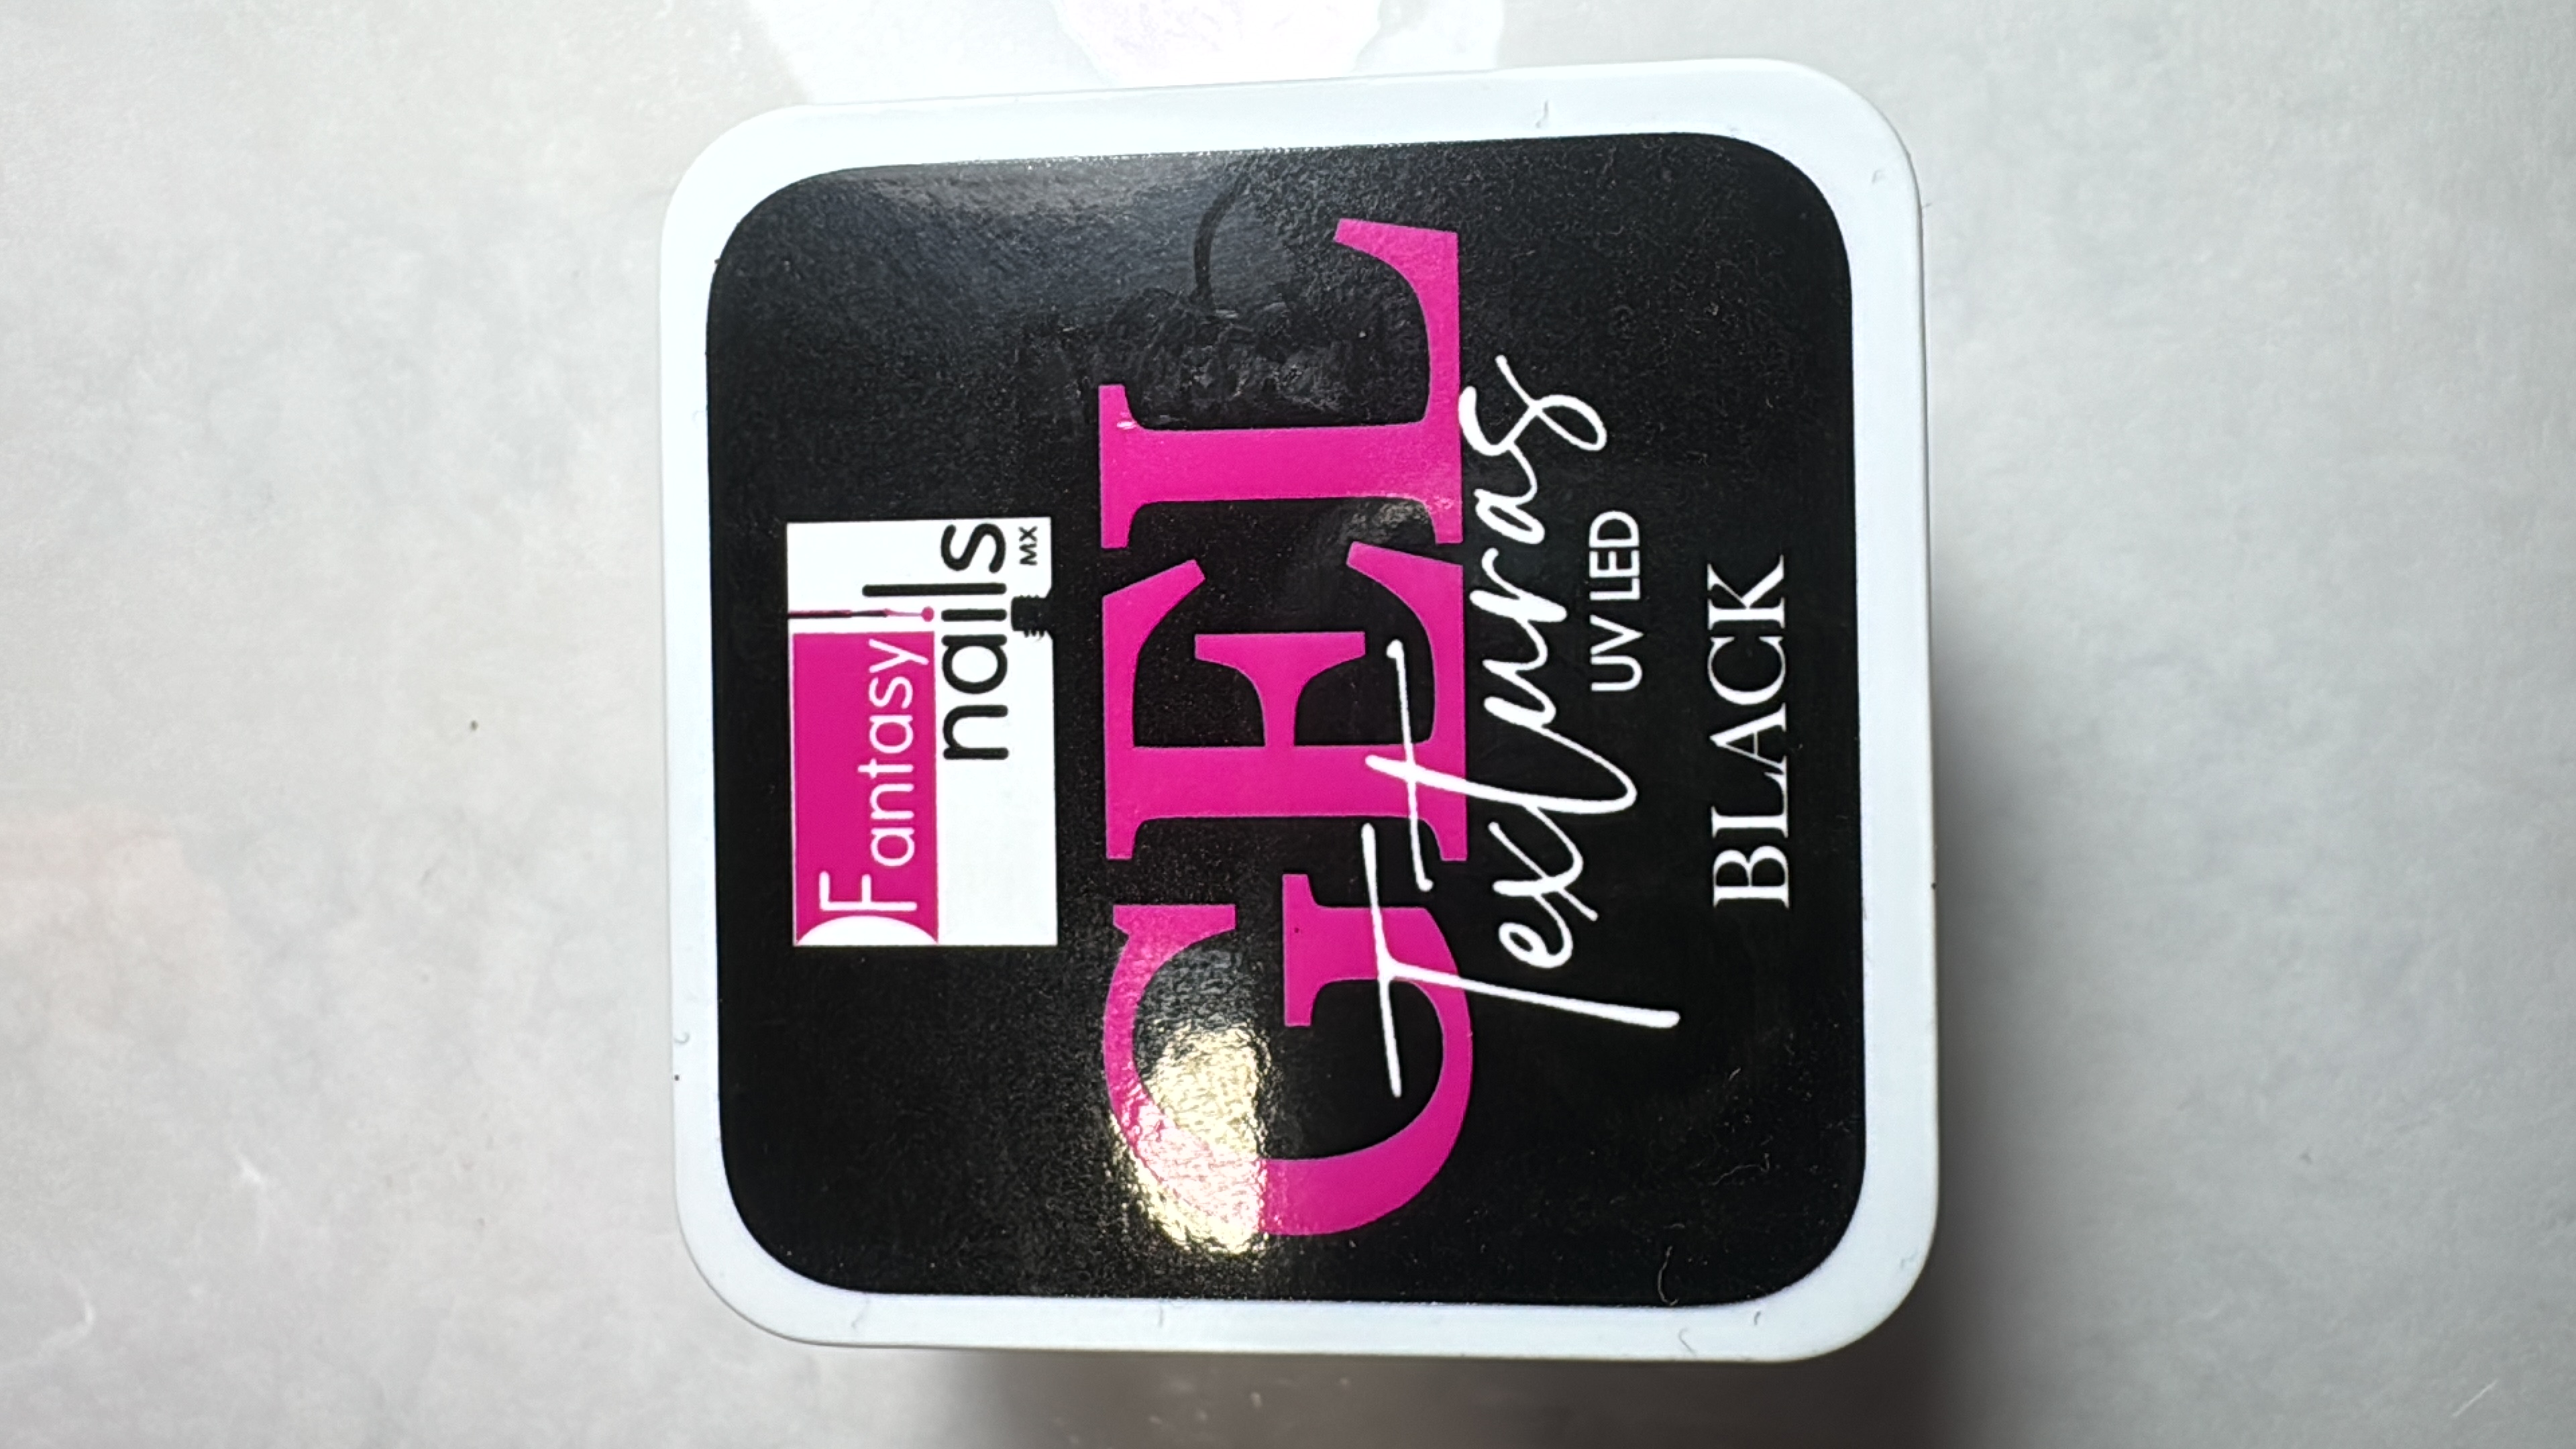 Fantasy
nails
MX
GEL
Texturas
UV LED
BLACK